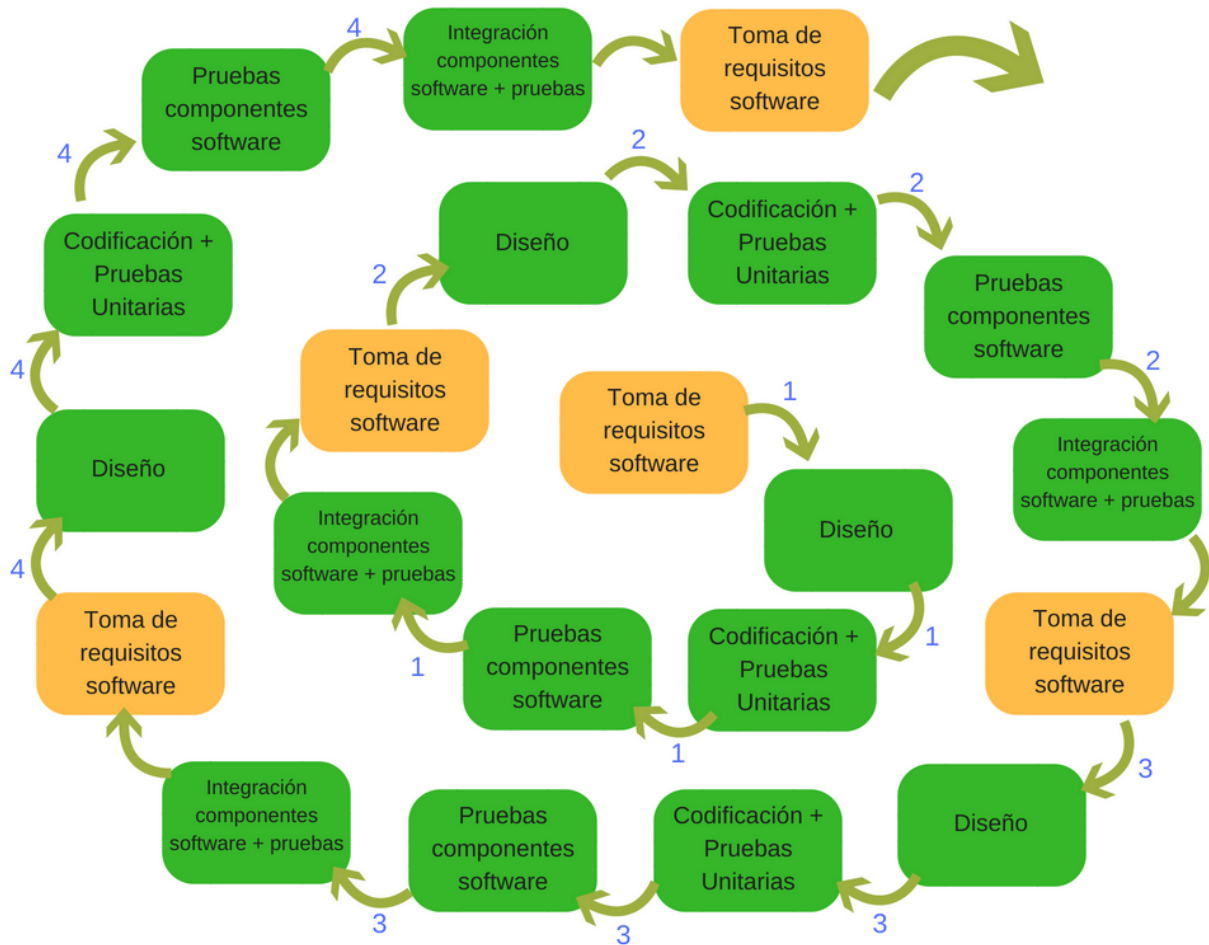 4
Integración
componentes
software + pruebas
Toma de
requisitos
software
Pruebas
componentes
software
4
Codificación +
Pruebas
Unitarias
4
Diseño
4
Toma de
requisitos
software
Toma de
requisitos
software
1
Diseño
1
Codificación +
Pruebas
Unitarias
1
Pruebas
componentes
software
1
Integración
componentes
software + pruebas
Toma de
requisitos
software
2
Diseño
2
Codificación +
Pruebas
Unitarias
2
Pruebas
componentes
software
2
Integración
componentes
software + pruebas
Toma de
requisitos
software
3
Diseño
3
Codificación +
Pruebas
Unitarias
3
Pruebas
componentes
software
3
Integración
componentes
software + pruebas